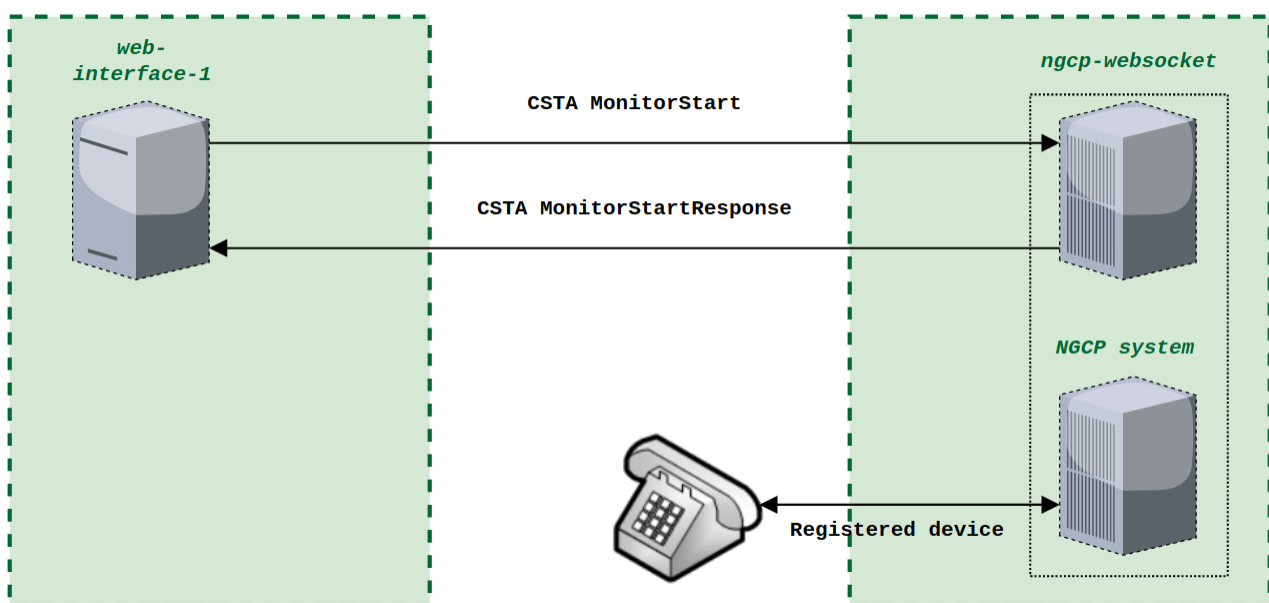 web-
interface-1
ngcp-websocket
CSTA MonitorStart
CSTA MonitorStartResponse
NGCP system
Registered device